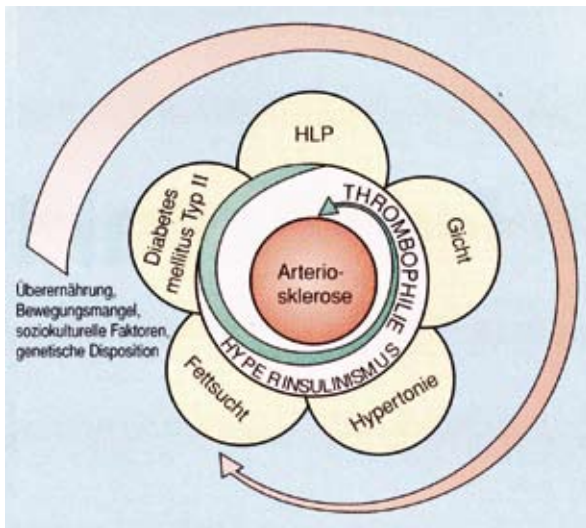 HLP
Diabetes
mellitus Typ II
THROMBOPHILIE
Gicht
Arterio-
sklerose
Überernährung,
Bewegungsmangel,
soziokulturelle Faktoren,
genetische Disposition
HYPERINSULINISMUS
Fettsucht
Hypertonie